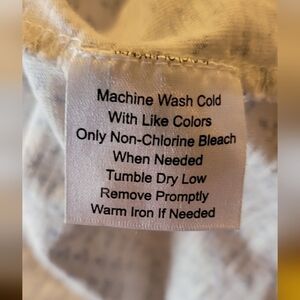 Machine Wash Cold
With Like Colors
Only Non-Chlorine Bleach
When Needed
Tumble Dry Low
Remove Promptly
Warm Iron If Needed